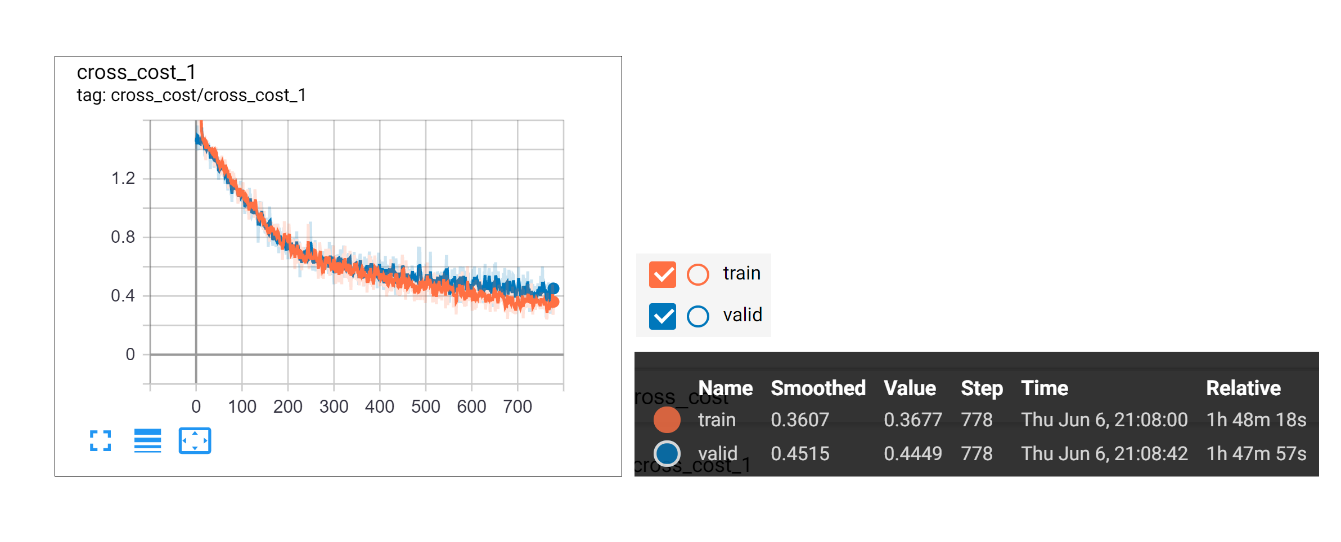 cross_cost_1
tag: cross_cost/cross_cost_1
1.2
0.8
0.4
0
0 100 200 300 400 500 600 700
train
valid
Name Smoothed Value Step Time Relative
ross_cost
train 0.3607 0.3677 778 Thu Jun 6, 21:08:00 1h 48m 18s
valid 0.4515 0.4449 778 Thu Jun 6, 21:08:42 1h 47m 57s
cross_cost_1